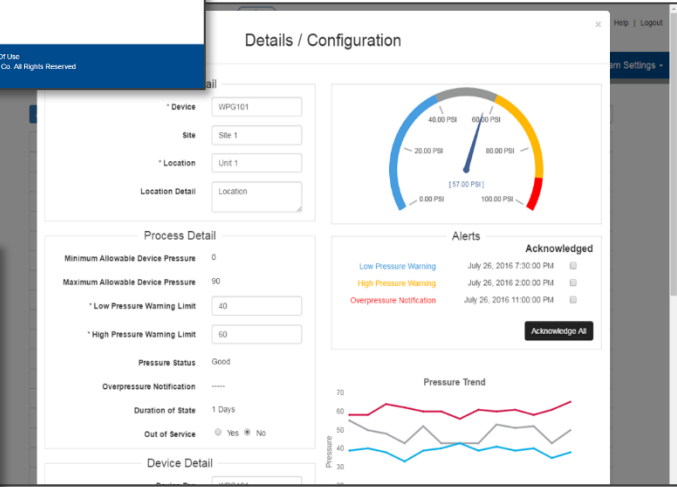 Help | Logout
Of Use
Co. All Rights Reserved
x
Details / Configuration
em Settings
ail
* Device WPG101
Site Site 1
* Location Unit 1
Location Detail Location
40.00 PSI 60.00 PSI
20.00 PSI 80.00 PSI
[ 57.00 PSI ]
0.00 PSI 100.00 PSI
Process Detail
Minimum Allowable Device Pressure 0
Maximum Allowable Device Pressure 90
* Low Pressure Warning Limit 40
* High Pressure Warning Limit 60
Pressure Status Good
Overpressure Notification -----
Duration of State 1 Days
Out of Service Yes No
Device Detail
Alerts
Acknowledged
Low Pressure Warning July 26, 2016 7:30:00 PM
High Pressure Warning July 26, 2016 2:00:00 PM
Overpressure Notification July 26, 2016 11:00:00 PM
Acknowledge All
Pressure Trend
Pressure
70
60
50
40
30